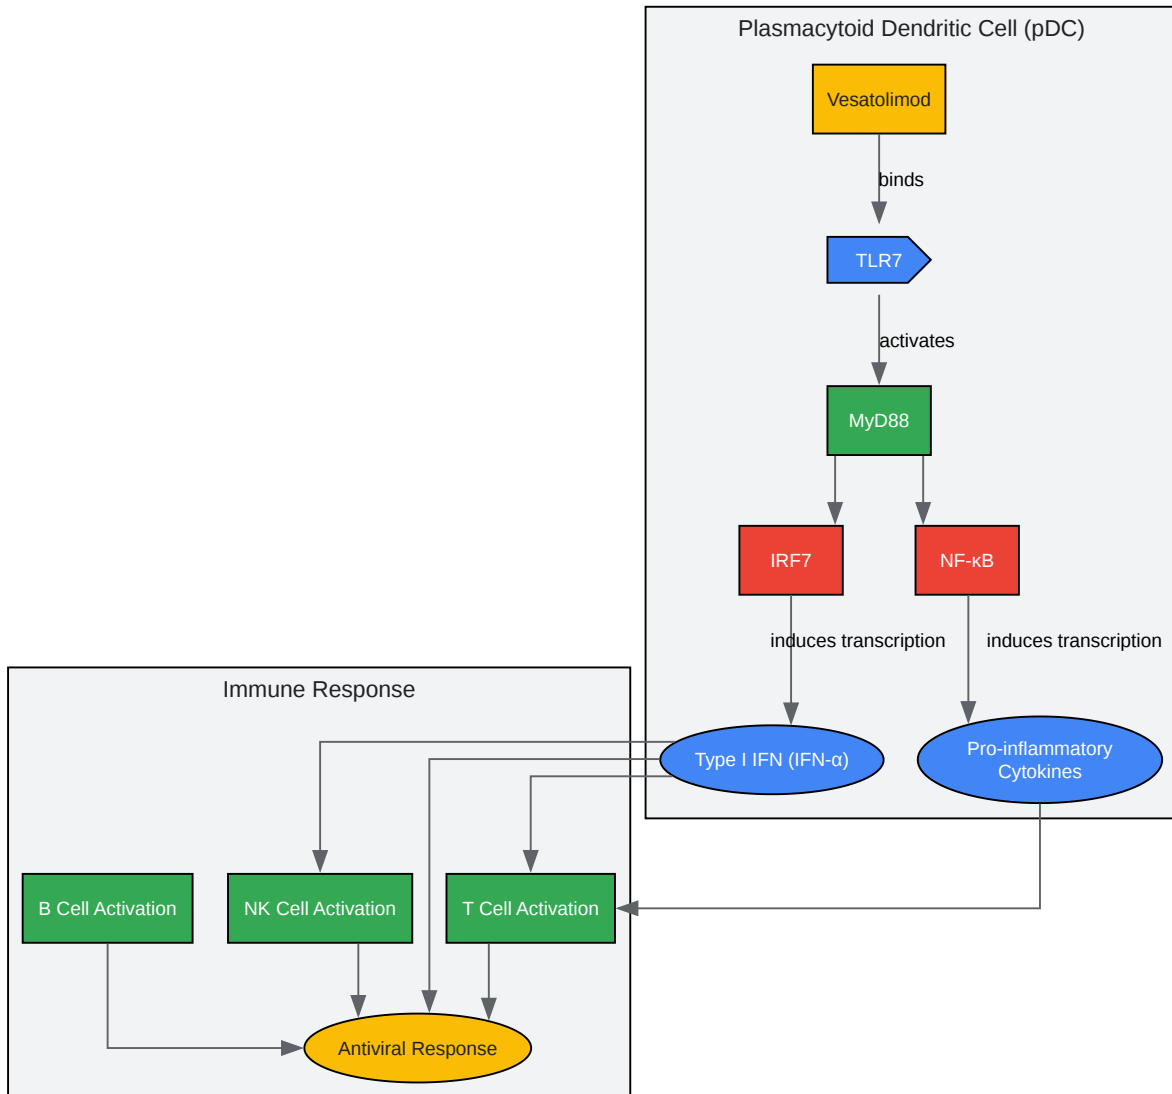 Plasmacytoid Dendritic Cell (pDC)
Vesatolimod
binds
TLR7
activates
MyD88
IRF7
NF-κB
induces transcription
induces transcription
Immune Response
Type I IFN (IFN-α)
Pro-inflammatory
Cytokines
B Cell Activation
NK Cell Activation
T Cell Activation
Antiviral Response